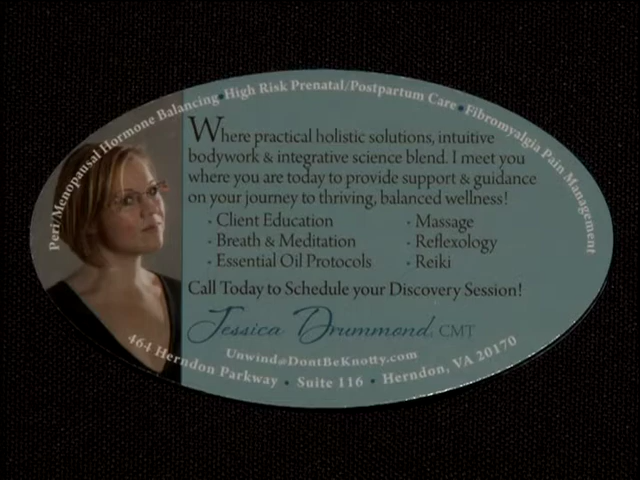 Peri/Menopausal Hormone Balancing • High Risk Prenatal/Postpartum Care • Fibromyalgia Pain Management
Where practical holistic solutions, intuitive
bodywork & integrative science blend. I meet you
where you are today to provide support & guidance
on your journey to thriving, balanced wellness!
• Client Education
• Breath & Meditation
• Essential Oil Protocols
• Massage
• Reflexology
• Reiki
Call Today to Schedule your Discovery Session!
Jessica Drummond, CMT
Unwind@DontBeKnotty.com
464 Herndon Parkway • Suite 116 • Herndon, VA 20170